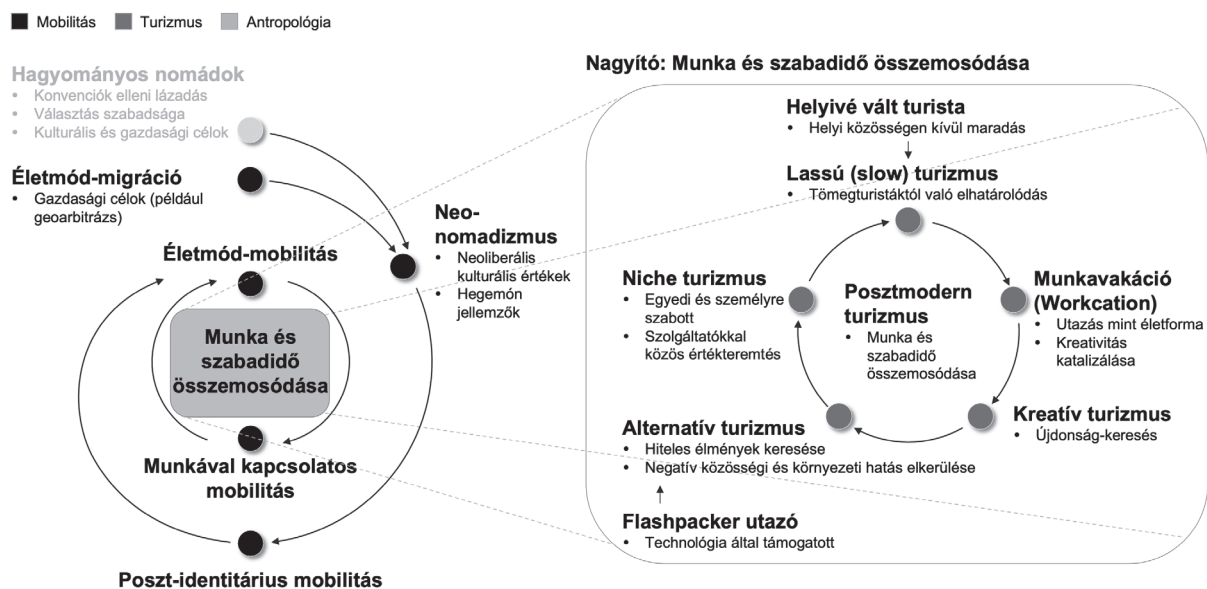 Mobilitás
Turizmus
Antropológia
Hagyományos nomádok
• Konvenciók elleni lázadás
• Választás szabadsága
• Kulturális és gazdasági célok
Életmód-migráció
• Gazdasági célok (például
geoarbitrázs)
Életmód-mobilitás
Neo-
nomadizmus
• Neoliberális
kulturális értékek
• Hegemón
jellemzők
Munka és
szabadidő
összemosódása
Munkával kapcsolatos
mobilitás
Poszt-identitárius mobilitás
Nagyító: Munka és szabadidő összemosódása
Helyivé vált turista
• Helyi közösségen kívül maradás
Lassú (slow) turizmus
• Tömegturistáktól való elhatárolódás
Niche turizmus
• Egyedi és személyre
szabott
• Szolgáltatókkal
közös értékteremtés
Posztmodern
turizmus
• Munka és
szabadidő
összemosódása
Munkavakáció
(Workcation)
• Utazás mint életforma
• Kreativitás
katalizálása
Kreatív turizmus
• Újdonság-keresés
Alternatív turizmus
• Hiteles élmények keresése
• Negatív közösségi és környezeti hatás elkerülése
Flashpacker utazó
• Technológia által támogatott